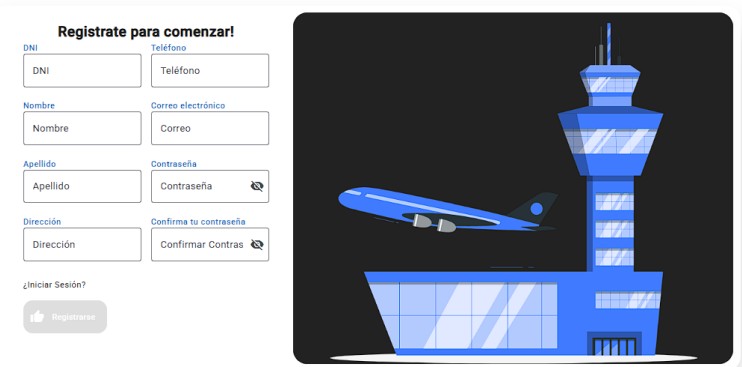 Registrate para comenzar!
DNI
Teléfono
DNI
Teléfono
Nombre
Correo electrónico
Nombre
Correo
Apellido
Contraseña
Apellido
Contraseña
Dirección
Confirma tu contraseña
Dirección
Confirmar Contras
¿Iniciar Sesión?
Registrarse